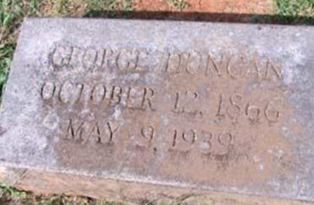 GEORGE DUNCAN
OCTOBER 12, 1866
MAY 9, 1939